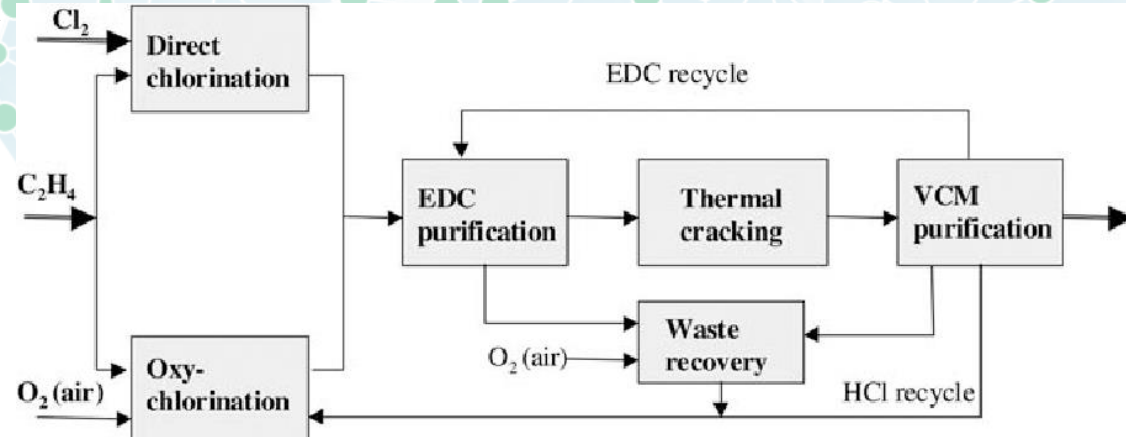 Cl₂
Direct
chlorination
EDC recycle
C₂H₄
EDC
purification
Thermal
cracking
VCM
purification
O₂ (air)
Waste
recovery
O₂ (air)
Oxy-
chlorination
HCl recycle